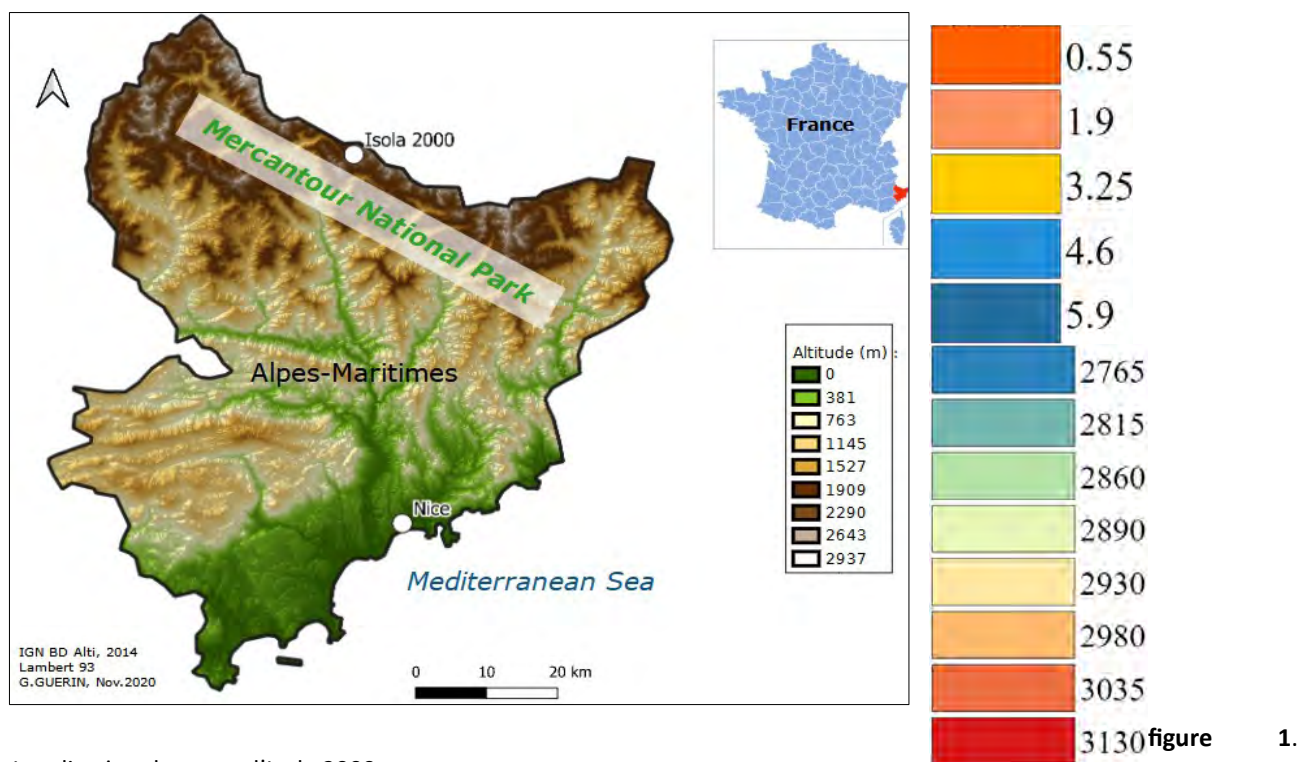 Isola 2000
Mercantour National Park
Alpes-Maritimes
Nice
Mediterranean Sea
IGN BD Alti, 2014
Lambert 93
G.GUERIN, Nov.2020
0 10 20 km
France
Altitude (m) :
0
381
763
1145
1527
1909
2290
2643
2937
0.55
1.9
3.25
4.6
5.9
2765
2815
2860
2890
2930
2980
3035
3130
figure 1.